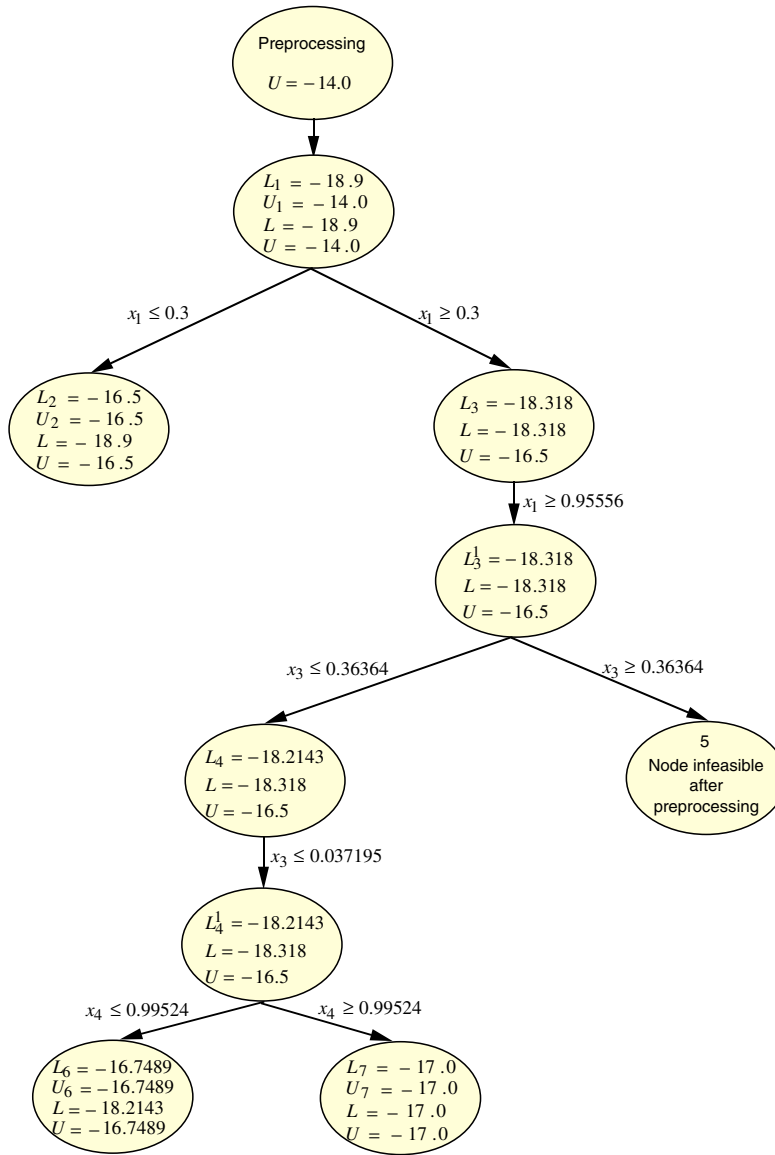 Preprocessing
U = −14.0
L₁ = − 18 .9
U₁ = − 14.0
L = − 18 .9
U = − 14.0
x₁ ≤ 0.3
x₁ ≥ 0.3
L₂ = − 16 .5
U₂ = − 16 .5
L = − 18 .9
U = − 16 .5
L₃ = −18 .318
L = − 18.318
U = −16.5
x₁ ≥ 0.95556
L₃¹ = −18.318
L = − 18.318
U = −16.5
x₃ ≤ 0.36364
x₃ ≥ 0.36364
L₄ = −18.2143
L = −18.318
U = −16.5
5
Node infeasible
after
preprocessing
x₃ ≤ 0.037195
L₄¹ = −18.2143
L = − 18.318
U = −16.5
x₄ ≤ 0.99524
x₄ ≥ 0.99524
L₆ = −16.7489
U₆ = −16.7489
L = − 18.2143
U = −16.7489
L₇ = − 17 .0
U₇ = − 17 .0
L = − 17 .0
U = − 17 .0